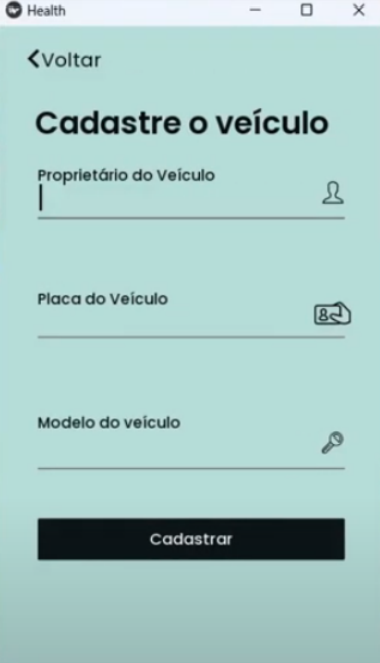 Health
Voltar
Cadastre o veículo
Proprietário do Veículo
Placa do Veículo
Modelo do veículo
Cadastrar